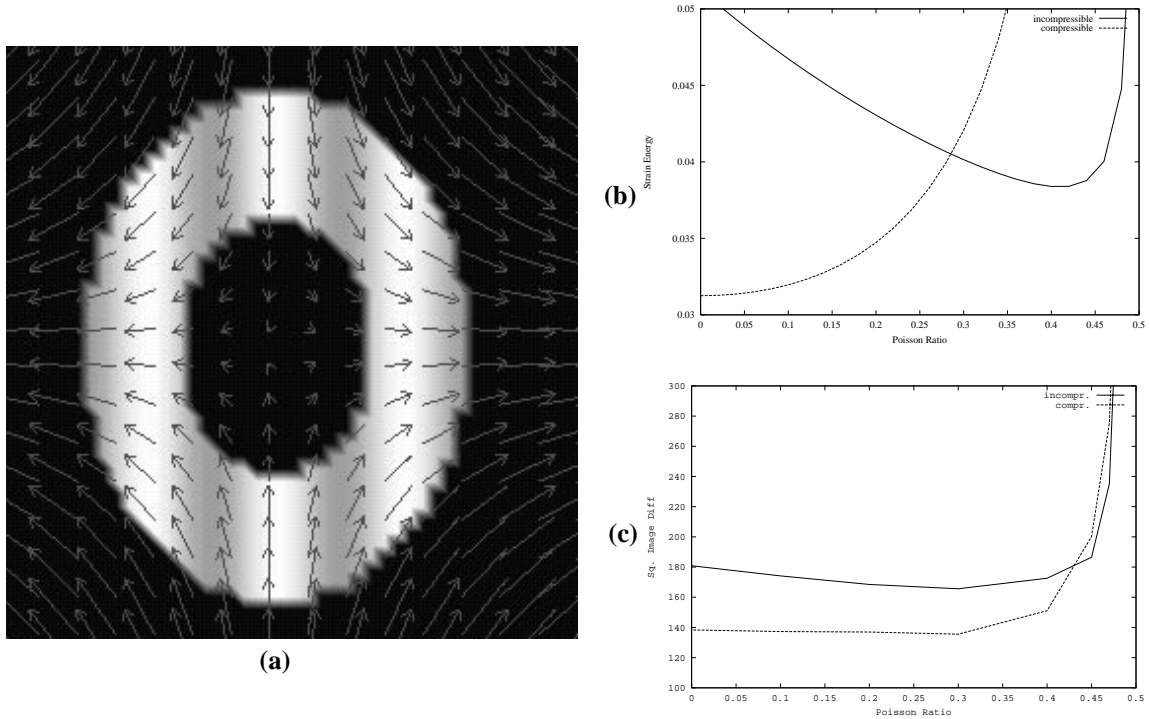 (a)
(b)
Strain Energy
0.05
0.045
0.04
0.035
0.03
incompressible
compressible
0 0.05 0.1 0.15 0.2 0.25 0.3 0.35 0.4 0.45 0.5
Poisson Ratio
(c)
Sq. Image Diff
300
280
260
240
220
200
180
160
140
120
100
incompr.
compr.
0 0.05 0.1 0.15 0.2 0.25 0.3 0.35 0.4 0.45 0.5
Poisson Ratio